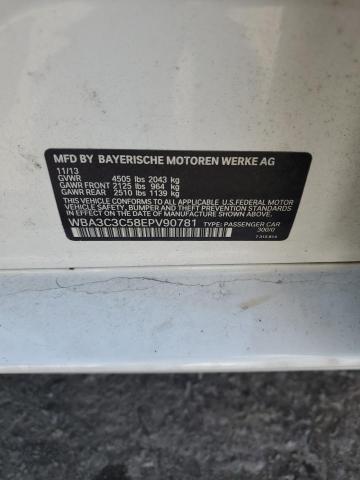 MFD BY BAYERISCHE MOTOREN WERKE AG
11/13
GVWR 4505 lbs 2043 kg
GAWR FRONT 2125 lbs 964 kg
GAWR REAR 2510 lbs 1139 kg
THIS VEHICLE CONFORMS TO ALL APPLICABLE U.S.FEDERAL MOTOR
VEHICLE SAFETY, BUMPER AND THEFT PREVENTION STANDARDS IN
EFFECT ON THE DATE OF MANUFACTURE SHOWN ABOVE.
WBA3C3C58EPV90781 TYPE: PASSENGER CAR
300/0